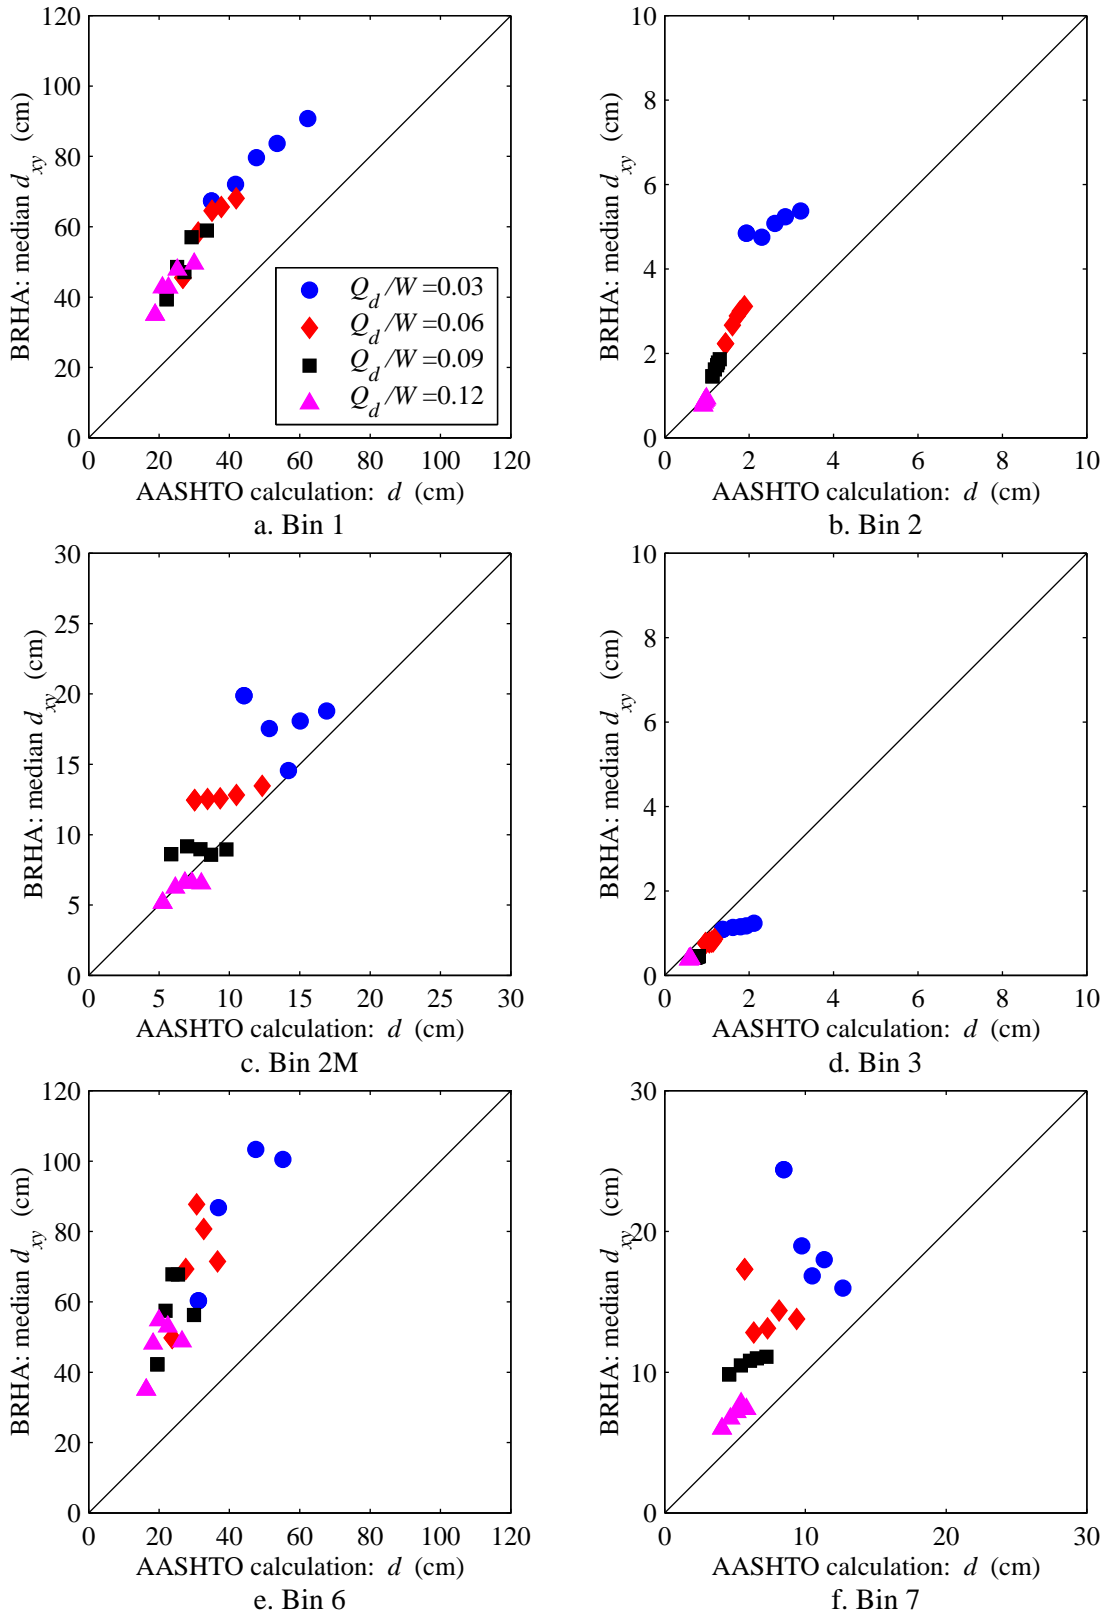 120
100
80
60
40
20
0
BRHA: median d_xy (cm)
Q_d/W=0.03
Q_d/W=0.06
Q_d/W=0.09
Q_d/W=0.12
0 20 40 60 80 100 120
AASHTO calculation: d (cm)
a. Bin 1
10
8
6
4
2
0
BRHA: median d_xy (cm)
0 2 4 6 8 10
AASHTO calculation: d (cm)
b. Bin 2
30
25
20
15
10
5
0
BRHA: median d_xy (cm)
0 5 10 15 20 25 30
AASHTO calculation: d (cm)
c. Bin 2M
10
8
6
4
2
0
BRHA: median d_xy (cm)
0 2 4 6 8 10
AASHTO calculation: d (cm)
d. Bin 3
120
100
80
60
40
20
0
BRHA: median d_xy (cm)
0 20 40 60 80 100 120
AASHTO calculation: d (cm)
e. Bin 6
30
20
10
0
BRHA: median d_xy (cm)
0 10 20 30
AASHTO calculation: d (cm)
f. Bin 7